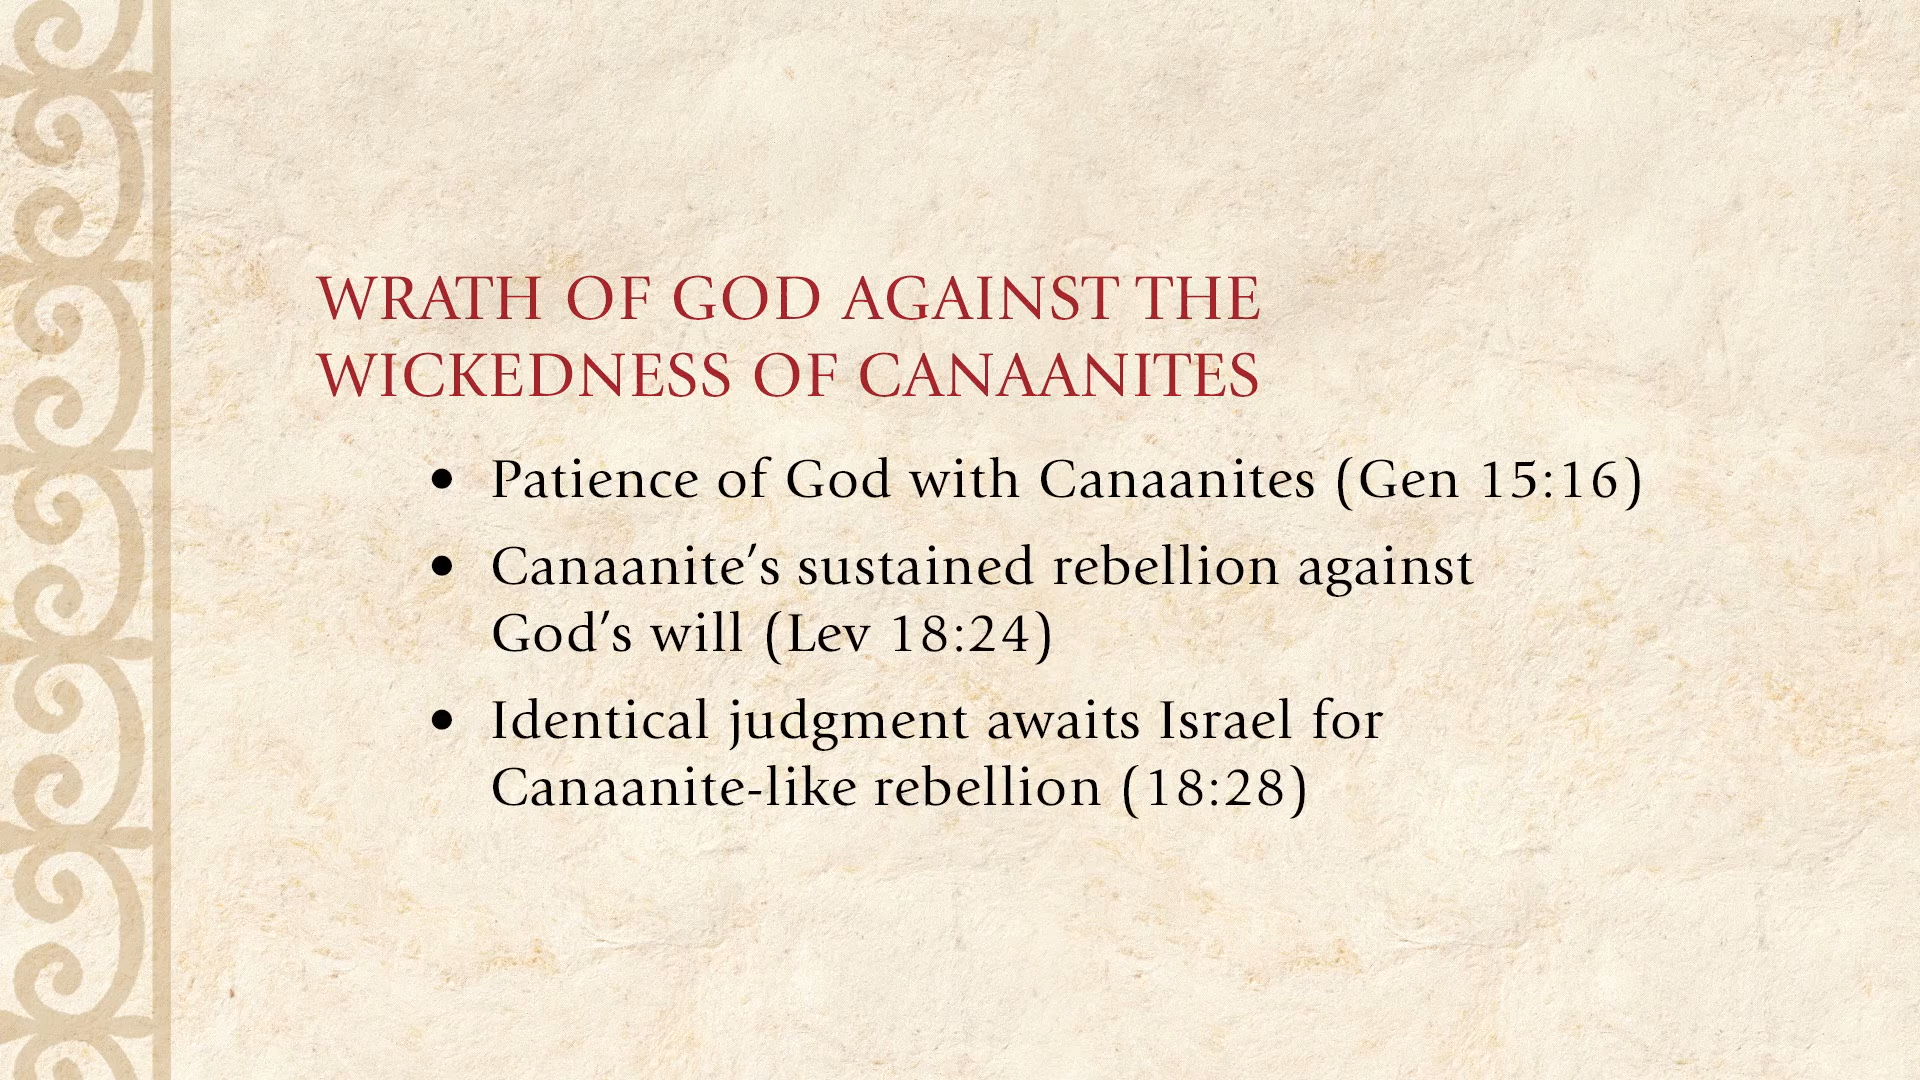 WRATH OF GOD AGAINST THE
WICKEDNESS OF CANAANITES
• Patience of God with Canaanites (Gen 15:16)
• Canaanite’s sustained rebellion against
God’s will (Lev 18:24)
• Identical judgment awaits Israel for
Canaanite-like rebellion (18:28)